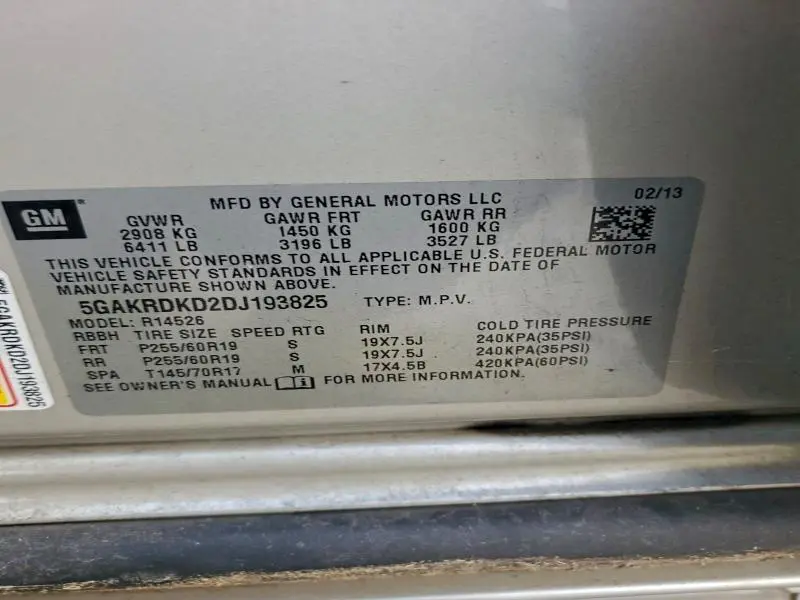 GM
MFD BY GENERAL MOTORS LLC 02/13
GVWR GAWR FRT GAWR RR
2908 KG 1450 KG 1600 KG
6411 LB 3196 LB 3527 LB
THIS VEHICLE CONFORMS TO ALL APPLICABLE U.S. FEDERAL MOTOR
VEHICLE SAFETY STANDARDS IN EFFECT ON THE DATE OF
MANUFACTURE SHOWN ABOVE.
5GAKRDKD2DJ193825 TYPE: M.P.V.
MODEL: R14526
RBBH TIRE SIZE SPEED RTG RIM COLD TIRE PRESSURE
FRT P255/60R19 S 19X7.5J 240KPA(35PSI)
RR P255/60R19 S 19X7.5J 240KPA(35PSI)
SPA T145/70R17 M 17X4.5B 420KPA(60PSI)
SEE OWNER'S MANUAL FOR MORE INFORMATION.
5GAKRDKD2DJ193825